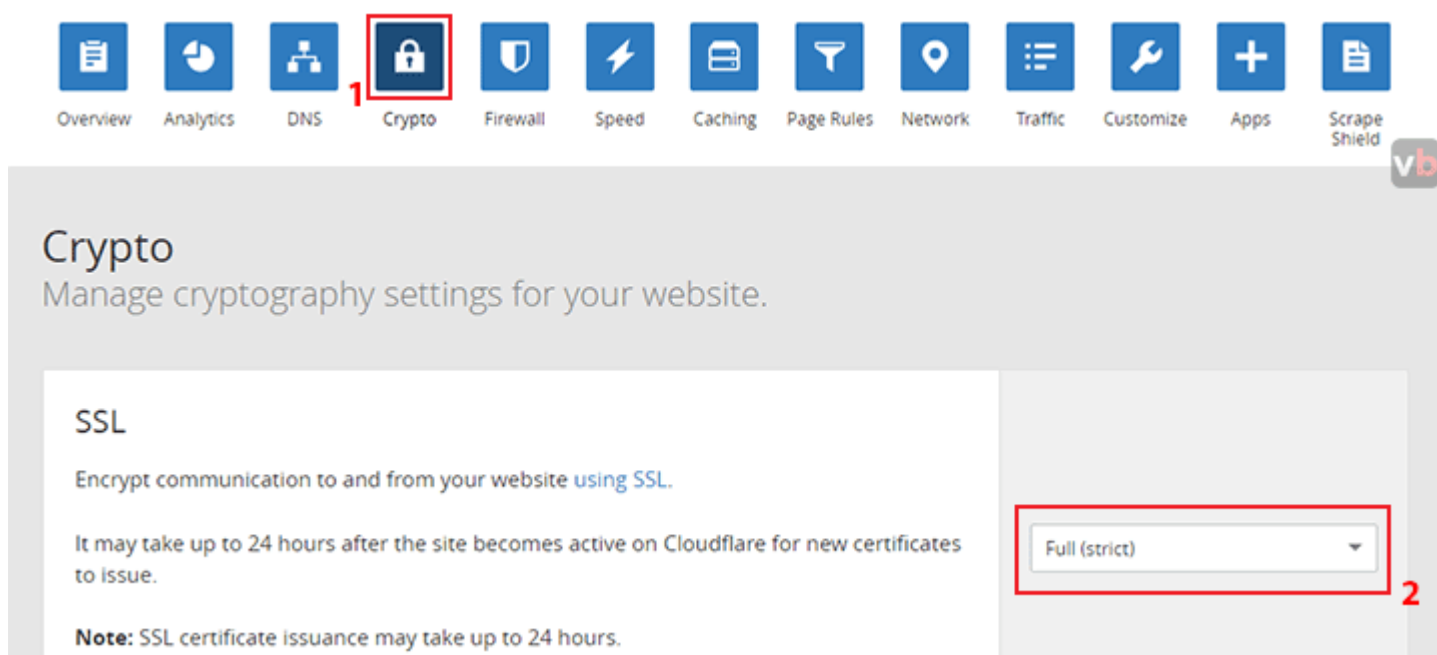 1
Overview Analytics DNS Crypto Firewall Speed Caching Page Rules Network Traffic Customize Apps Scrape
Shield
vb
Crypto
Manage cryptography settings for your website.
SSL
Encrypt communication to and from your website using SSL.
It may take up to 24 hours after the site becomes active on Cloudflare for new certificates
to issue.
Note: SSL certificate issuance may take up to 24 hours.
Full (strict)
2